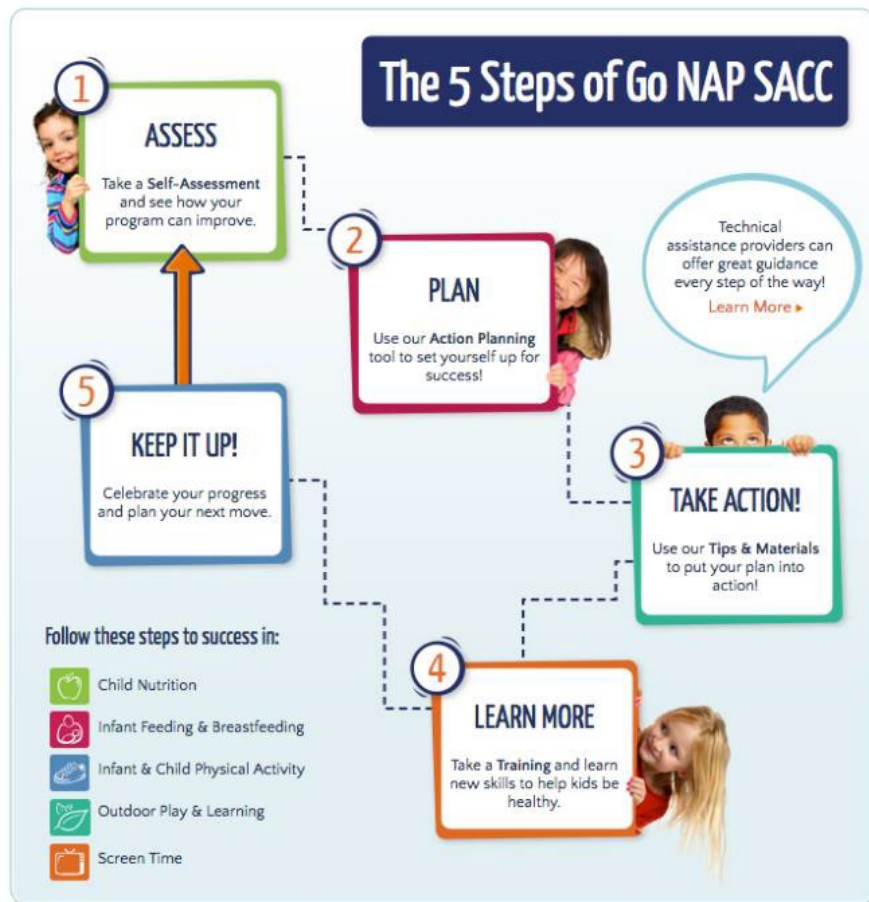 The 5 Steps of Go NAP SACC
1
ASSESS
Take a Self-Assessment
and see how your
program can improve.
2
PLAN
Use our Action Planning
tool to set yourself up for
success!
Technical
assistance providers can
offer great guidance
every step of the way!
Learn More ▸
3
TAKE ACTION!
Use our Tips & Materials
to put your plan into
action!
4
LEARN MORE
Take a Training and learn
new skills to help kids be
healthy.
5
KEEP IT UP!
Celebrate your progress
and plan your next move.
Follow these steps to success in:
Child Nutrition
Infant Feeding & Breastfeeding
Infant & Child Physical Activity
Outdoor Play & Learning
Screen Time